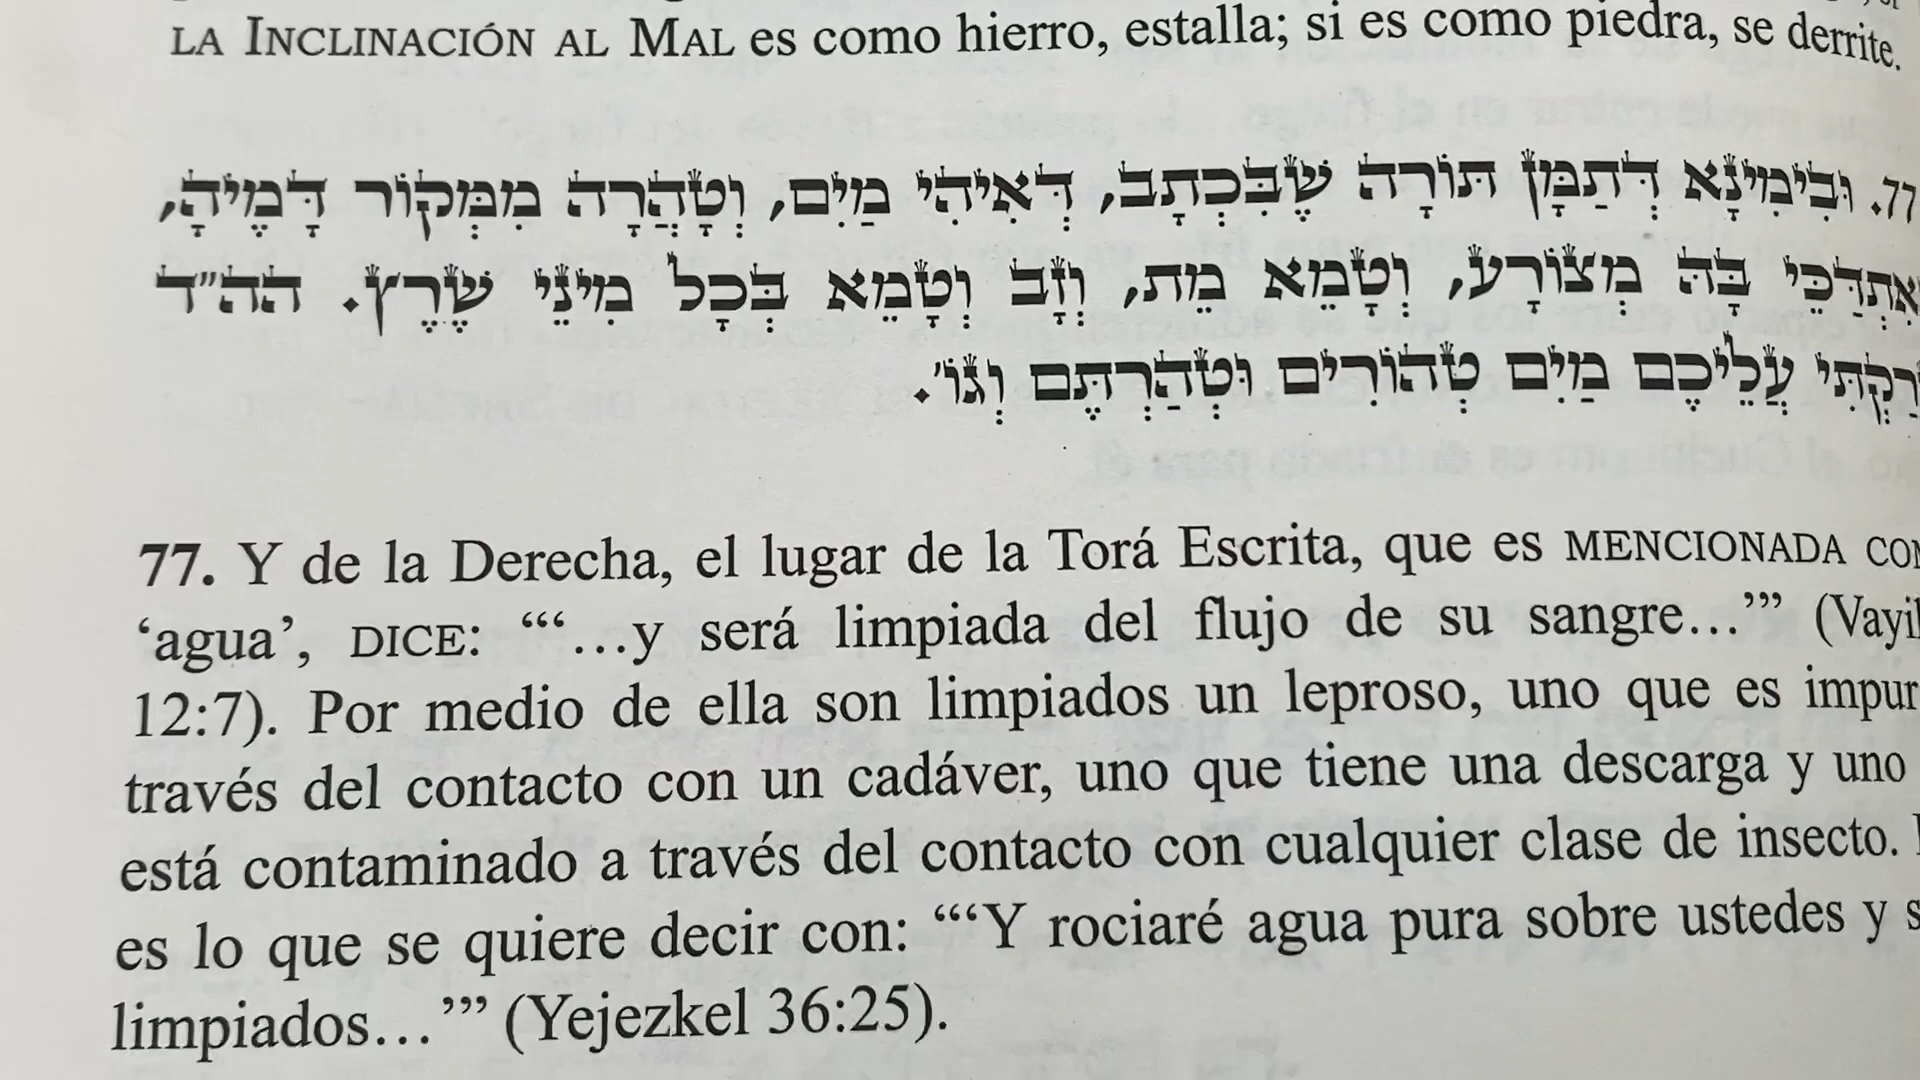 LA INCLINACIÓN AL MAL es como hierro, estalla; si es como piedra, se derrite.
77. וּבִימִינָא דְּתַמָּן תּוֹרָה שֶׁבִּכְתָב, דְּאִיהִי מַיִם, וְטָהֲרָה מִמְּקוֹר דָּמֶיהָ,
אִתְדַּכֵּי בָּהּ מְצוֹרָע, וְטָמֵא מֵת, וְזָב וְטָמֵא בְּכָל מִינֵי שֶׁרֶץ. הה"ד
עֲלֵיכֶם מַיִם טְהוֹרִים וּטְהַרְתֶּם וְגוֹ'.
77. Y de la Derecha, el lugar de la Torá Escrita, que es MENCIONADA
‘agua’, DICE: “‘…y será limpiada del flujo de su sangre…’” (
12:7). Por medio de ella son limpiados un leproso, uno que es
través del contacto con un cadáver, uno que tiene una descarga y uno
está contaminado a través del contacto con cualquier clase de insecto.
es lo que se quiere decir con: “‘Y rociaré agua pura sobre ustedes y
limpiados…’” (Yejezkel 36:25).